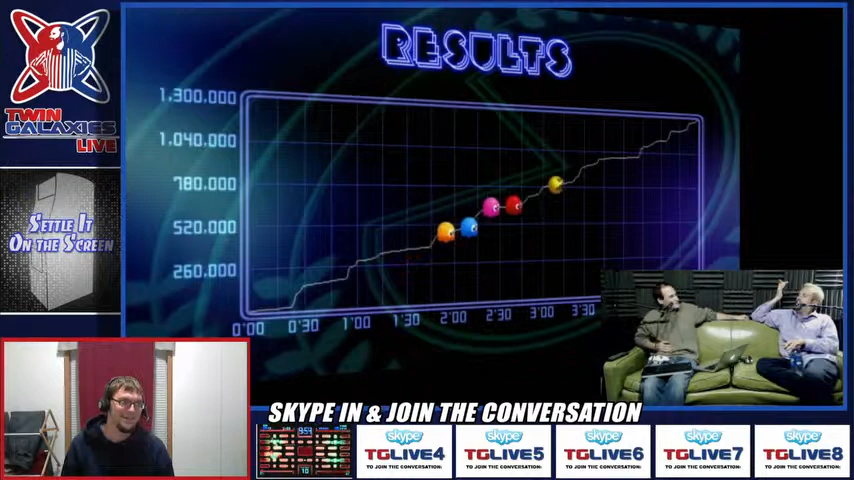 RESULTS
1.300.000
1.040.000
780.000
520.000
260.000
0'00
0'30
1'00
1'30
2'00
2'30
3'00
3'30
TWIN
GALAXIES
LIVE
SETTLE IT
ON THE SCREEN
SKYPE IN & JOIN THE CONVERSATION
953
10
skype
TGLIVE4
TO JOIN THE CONVERSATION:
skype
TGLIVE5
TO JOIN THE CONVERSATION:
skype
TGLIVE6
TO JOIN THE CONVERSATION:
skype
TGLIVE7
TO JOIN THE CONVERSATION:
skype
TGLIVE8
TO JOIN THE CONVERSATION: